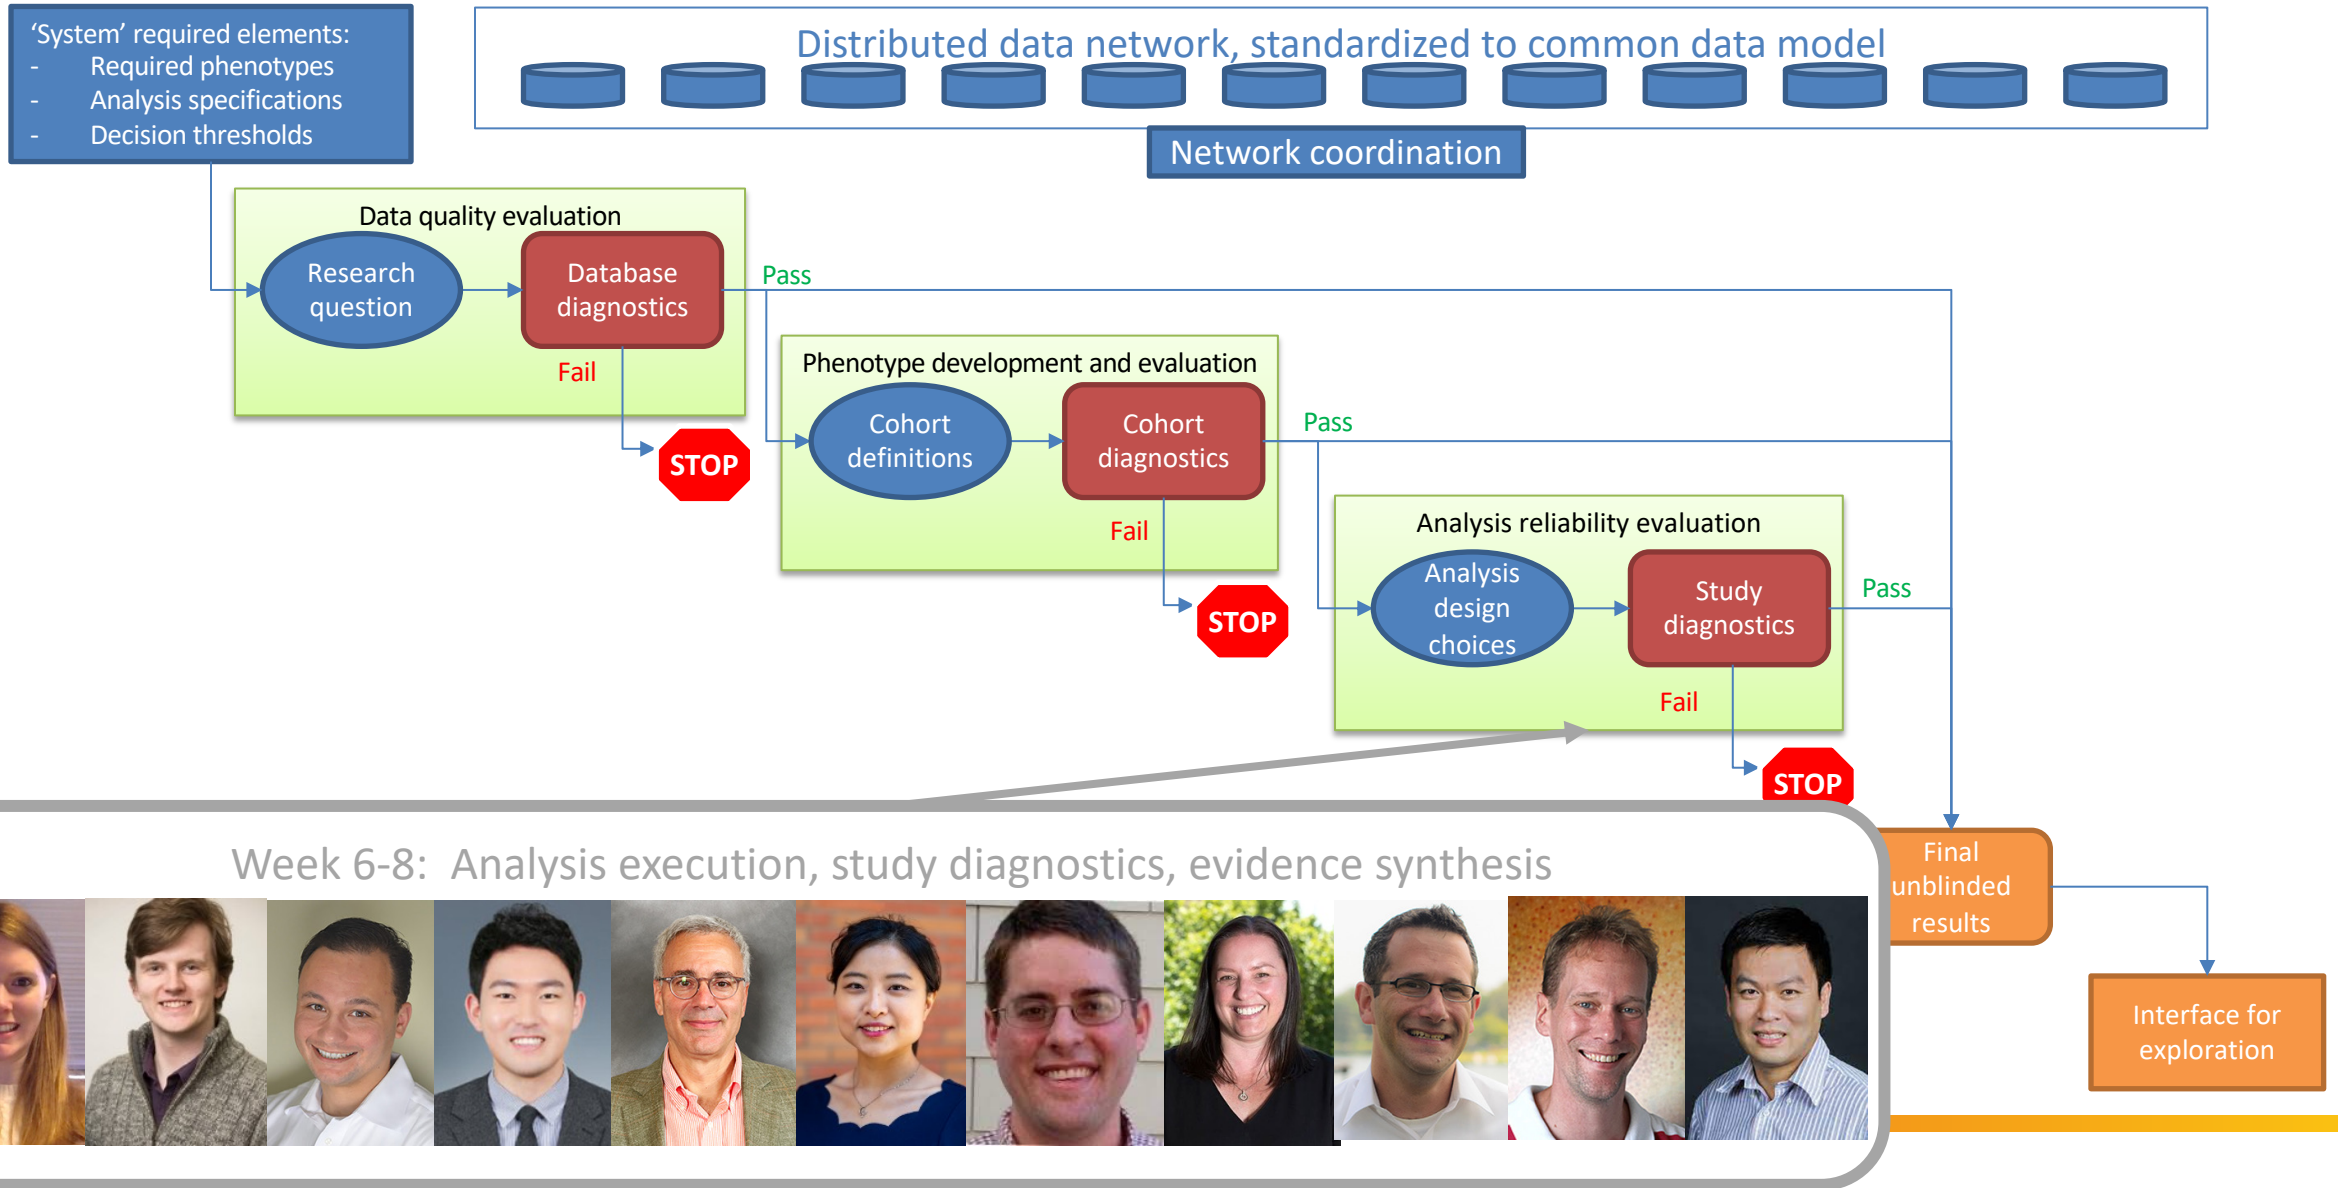 ‘System’ required elements:
- Required phenotypes
- Analysis specifications
- Decision thresholds
Distributed data network, standardized to common data model
Network coordination
Data quality evaluation
Research
question
Database
diagnostics
Pass
Fail
STOP
Phenotype development and evaluation
Cohort
definitions
Cohort
diagnostics
Pass
Fail
STOP
Analysis reliability evaluation
Analysis
design
choices
Study
diagnostics
Pass
Fail
STOP
Week 6-8: Analysis execution, study diagnostics, evidence synthesis
Final
unblinded
results
Interface for
exploration